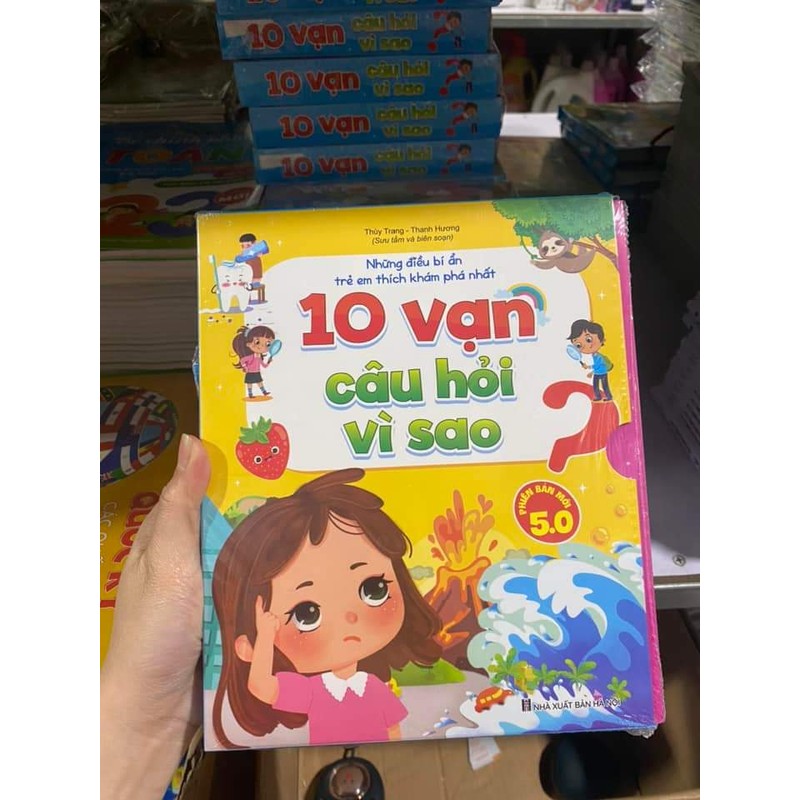 10 vạn câu hỏi vì sao
10 vạn câu hỏi vì sao
10 vạn câu hỏi vì sao
10 vạn câu hỏi vì sao
TOÁN
Thùy Trang - Thanh Hương
(Sưu tầm và biên soạn)
Những điều bí ẩn
trẻ em thích khám phá nhất
10 vạn
câu hỏi
vì sao
?
PHIÊN BẢN MỚI
5.0
NHÀ XUẤT BẢN HÀ NỘI